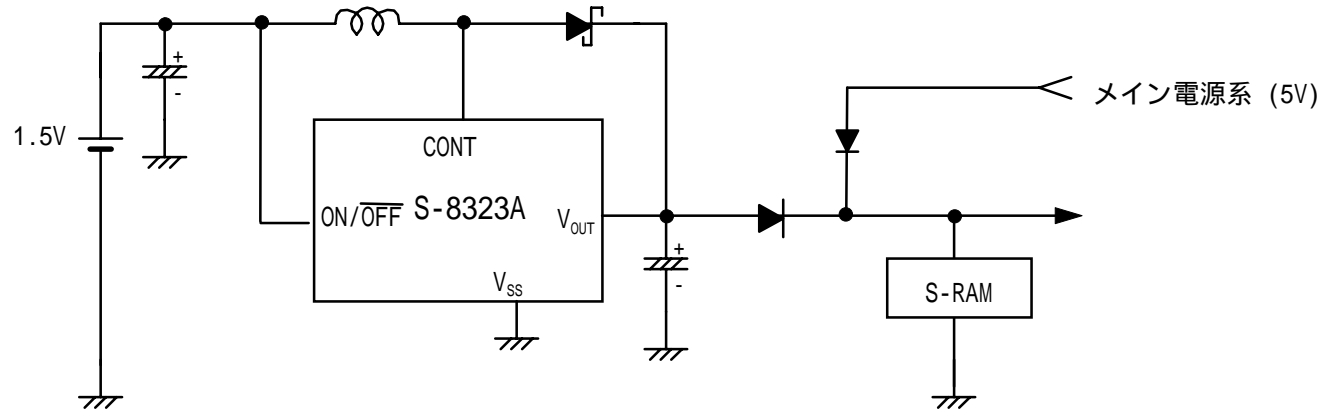 +
-
1.5V
CONT
ON/OFF S-8323A
VOUT
VSS
+
-
メイン電源系 (5V)
S-RAM